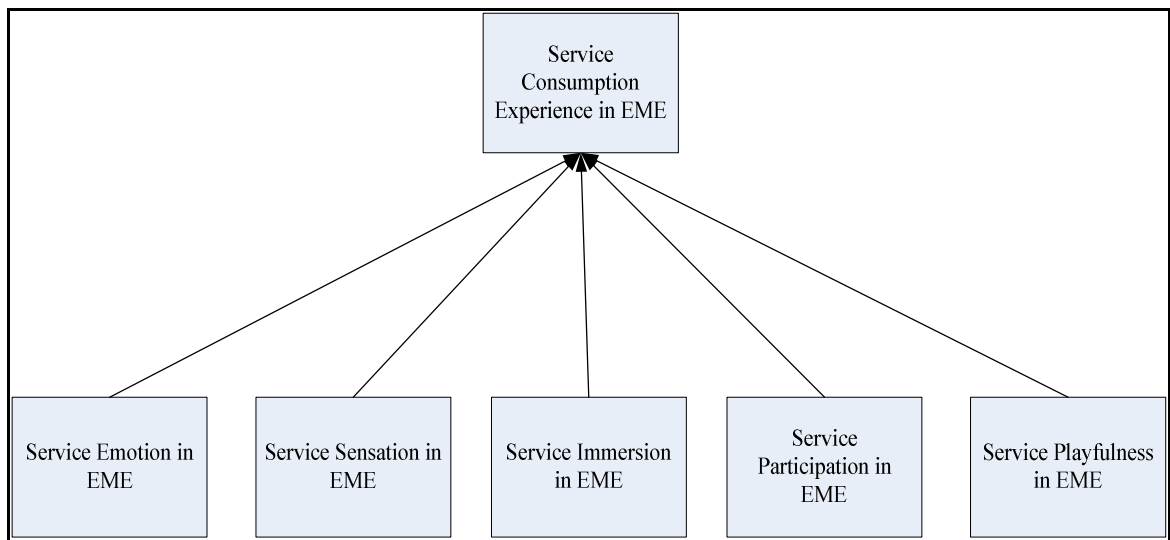 Service
Consumption
Experience in EME
Service Emotion in
EME
Service Sensation in
EME
Service Immersion
in EME
Service
Participation in
EME
Service Playfulness
in EME